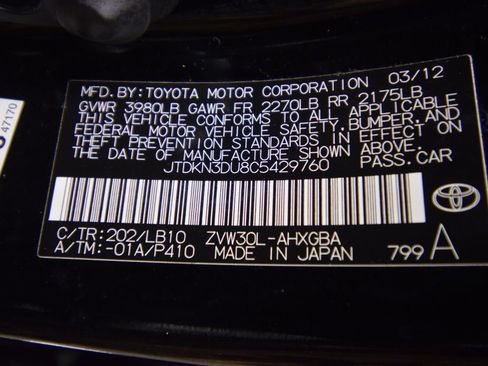 MFD. BY: TOYOTA MOTOR CORPORATION 03/12
GVWR 3980LB GAWR FR 2270LB RR 2175LB
THIS VEHICLE CONFORMS TO ALL APPLICABLE
FEDERAL MOTOR VEHICLE SAFETY, BUMPER, AND
THEFT PREVENTION STANDARDS IN EFFECT ON
THE DATE OF MANUFACTURE SHOWN ABOVE.
JTDKN3DU8C5429760 PASS.CAR
TOYOTA
C/TR:202/LB10 ZVW30L-AHXGBA
A/TM:-01A/P410 MADE IN JAPAN 799 A
47170